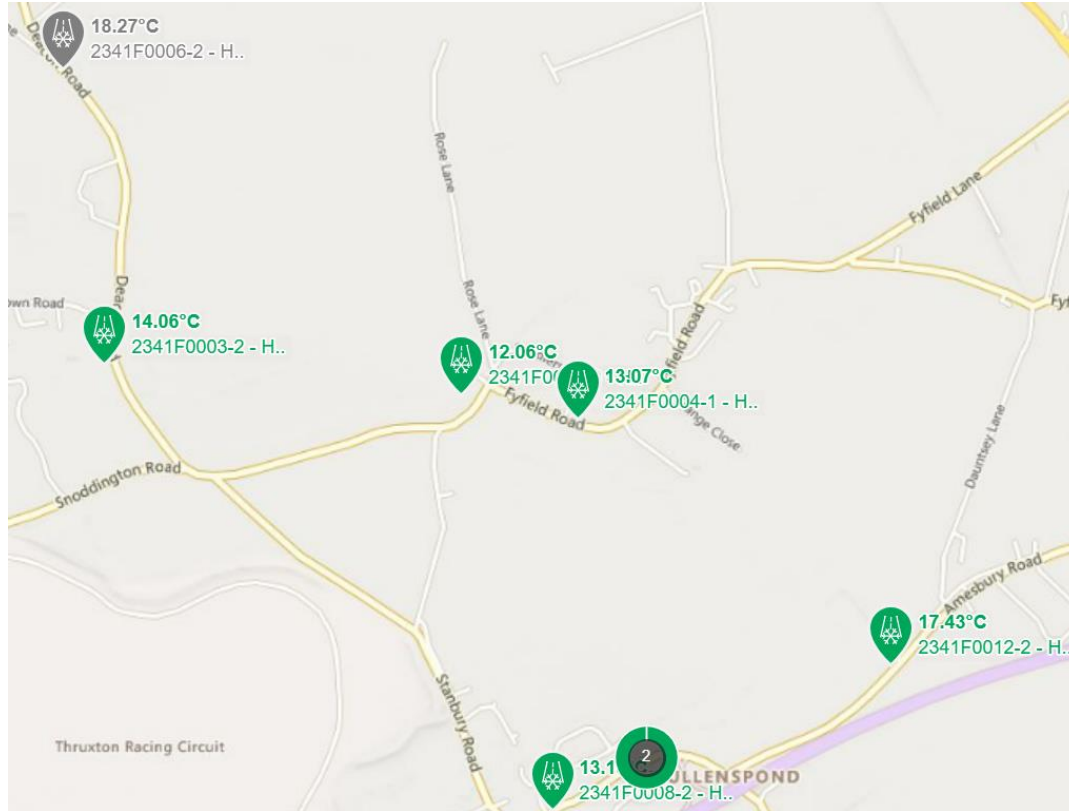 18.27°C
2341F0006-2 - H..
Deacon Road
Rose Lane
Fyfield Lane
14.06°C
2341F0003-2 - H..
Rose Lane
12.06°C
13.07°C
2341F0004-1 - H..
Fyfield Road
Fyfield Road
Snoddington Road
Dauntsey Lane
Amesbury Road
17.43°C
2341F0012-2 - H..
Stanbury Road
Thruxton Racing Circuit
2
2341F0008-2 - H..